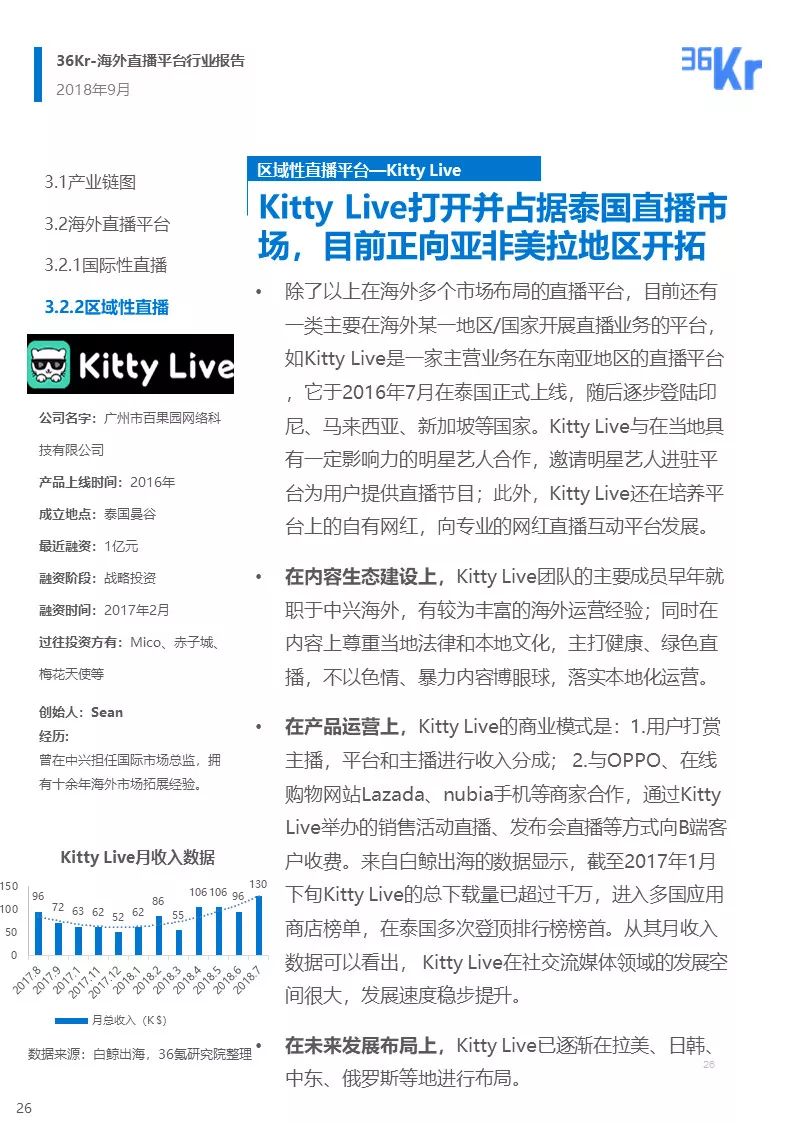 36Kr-海外直播平台行业报告
2018年9月
36Kr
3.1产业链图
3.2海外直播平台
3.2.1国际性直播
3.2.2区域性直播
Kitty Live
公司名字：广州市百果园网络科
技有限公司
产品上线时间：2016年
成立地点：泰国曼谷
最近融资：1亿元
融资阶段：战略投资
融资时间：2017年2月
过往投资方有：Mico、赤子城、
梅花天使等
创始人：Sean
经历:
曾在中兴担任国际市场总监，拥
有十余年海外市场拓展经验。
Kitty Live月收入数据
150
100
50
0
96
72
63
62
52
62
86
55
106
106
96
130
2017.8
2017.9
2017.1
2017.11
2017.12
2018.1
2018.2
2018.3
2018.4
2018.5
2018.6
2018.7
月总收入（K$）
数据来源：白鲸出海，36氪研究院整理
区域性直播平台—Kitty Live
Kitty Live打开并占据泰国直播市
场，目前正向亚非美拉地区开拓
• 除了以上在海外多个市场布局的直播平台，目前还有
一类主要在海外某一地区/国家开展直播业务的平台，
如Kitty Live是一家主营业务在东南亚地区的直播平台
，它于2016年7月在泰国正式上线，随后逐步登陆印
尼、马来西亚、新加坡等国家。Kitty Live与在当地具
有一定影响力的明星艺人合作，邀请明星艺人进驻平
台为用户提供直播节目；此外，Kitty Live还在培养平
台上的自有网红，向专业的网红直播互动平台发展。
• 在内容生态建设上，Kitty Live团队的主要成员早年就
职于中兴海外，有较为丰富的海外运营经验；同时在
内容上尊重当地法律和本地文化，主打健康、绿色直
播，不以色情、暴力内容博眼球，落实本地化运营。
• 在产品运营上，Kitty Live的商业模式是：1.用户打赏
主播，平台和主播进行收入分成； 2.与OPPO、在线
购物网站Lazada、nubia手机等商家合作，通过Kitty
Live举办的销售活动直播、发布会直播等方式向B端客
户收费。来自白鲸出海的数据显示，截至2017年1月
下旬Kitty Live的总下载量已超过千万，进入多国应用
商店榜单，在泰国多次登顶排行榜榜首。从其月收入
数据可以看出， Kitty Live在社交流媒体领域的发展空
间很大，发展速度稳步提升。
• 在未来发展布局上，Kitty Live已逐渐在拉美、日韩、
中东、俄罗斯等地进行布局。
26
26